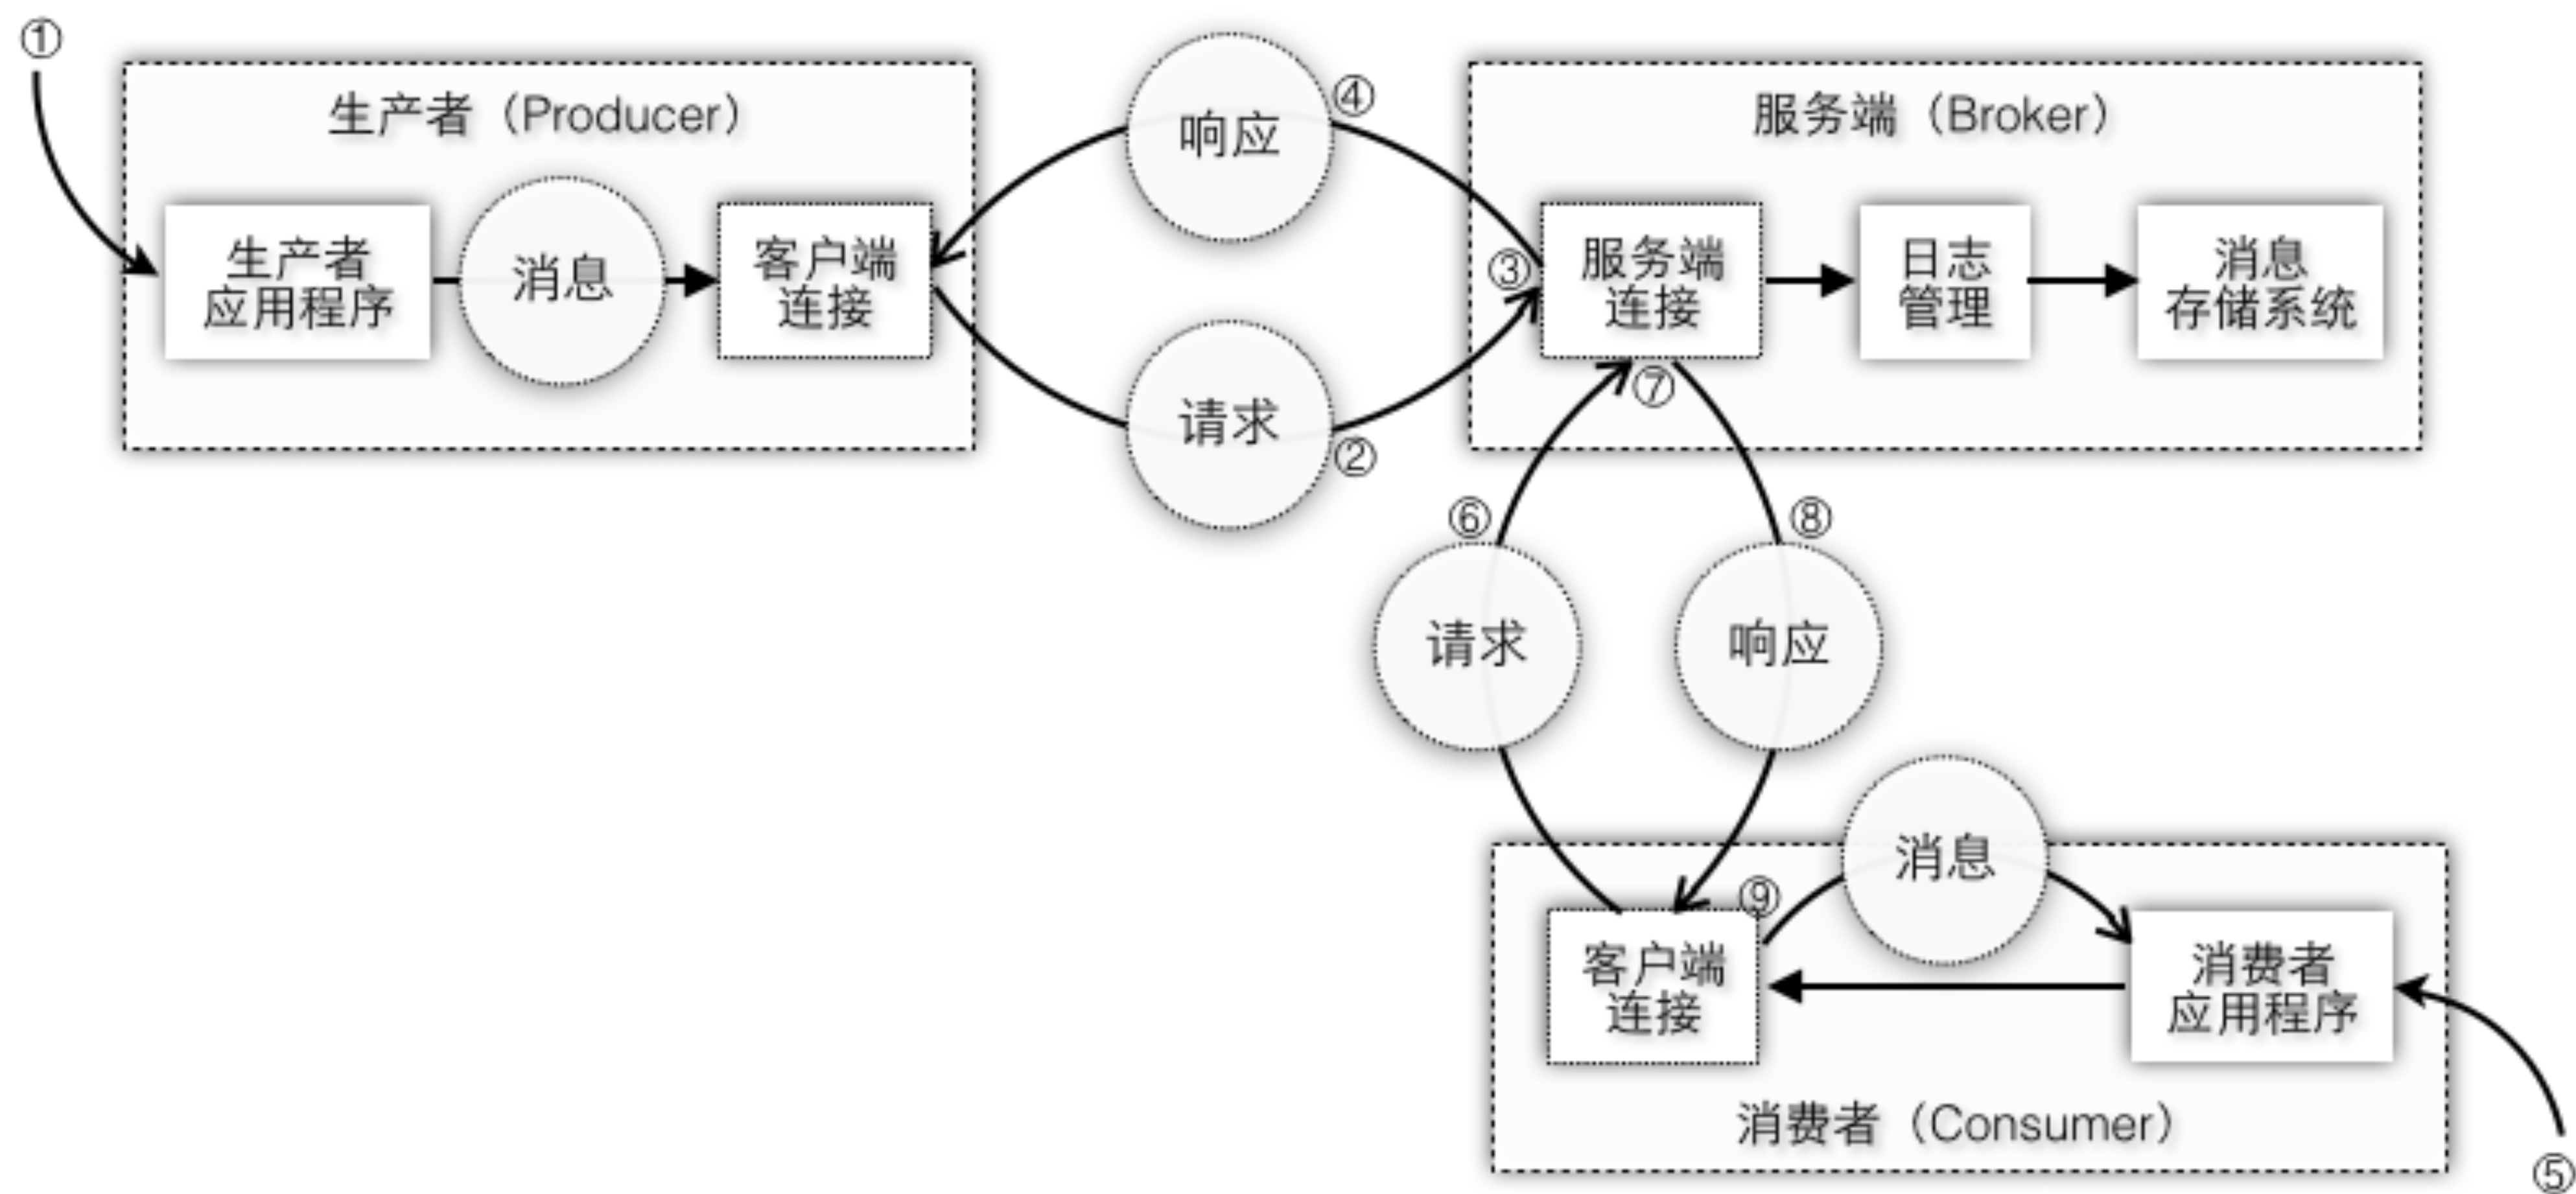 ①
生产者（Producer）
生产者
应用程序
消息
客户端
连接
响应
④
请求
②
服务端（Broker）
③
服务端
连接
日志
管理
消息
存储系统
⑦
⑥
⑧
请求
响应
消息
⑨
客户端
连接
消费者
应用程序
消费者（Consumer）
⑤